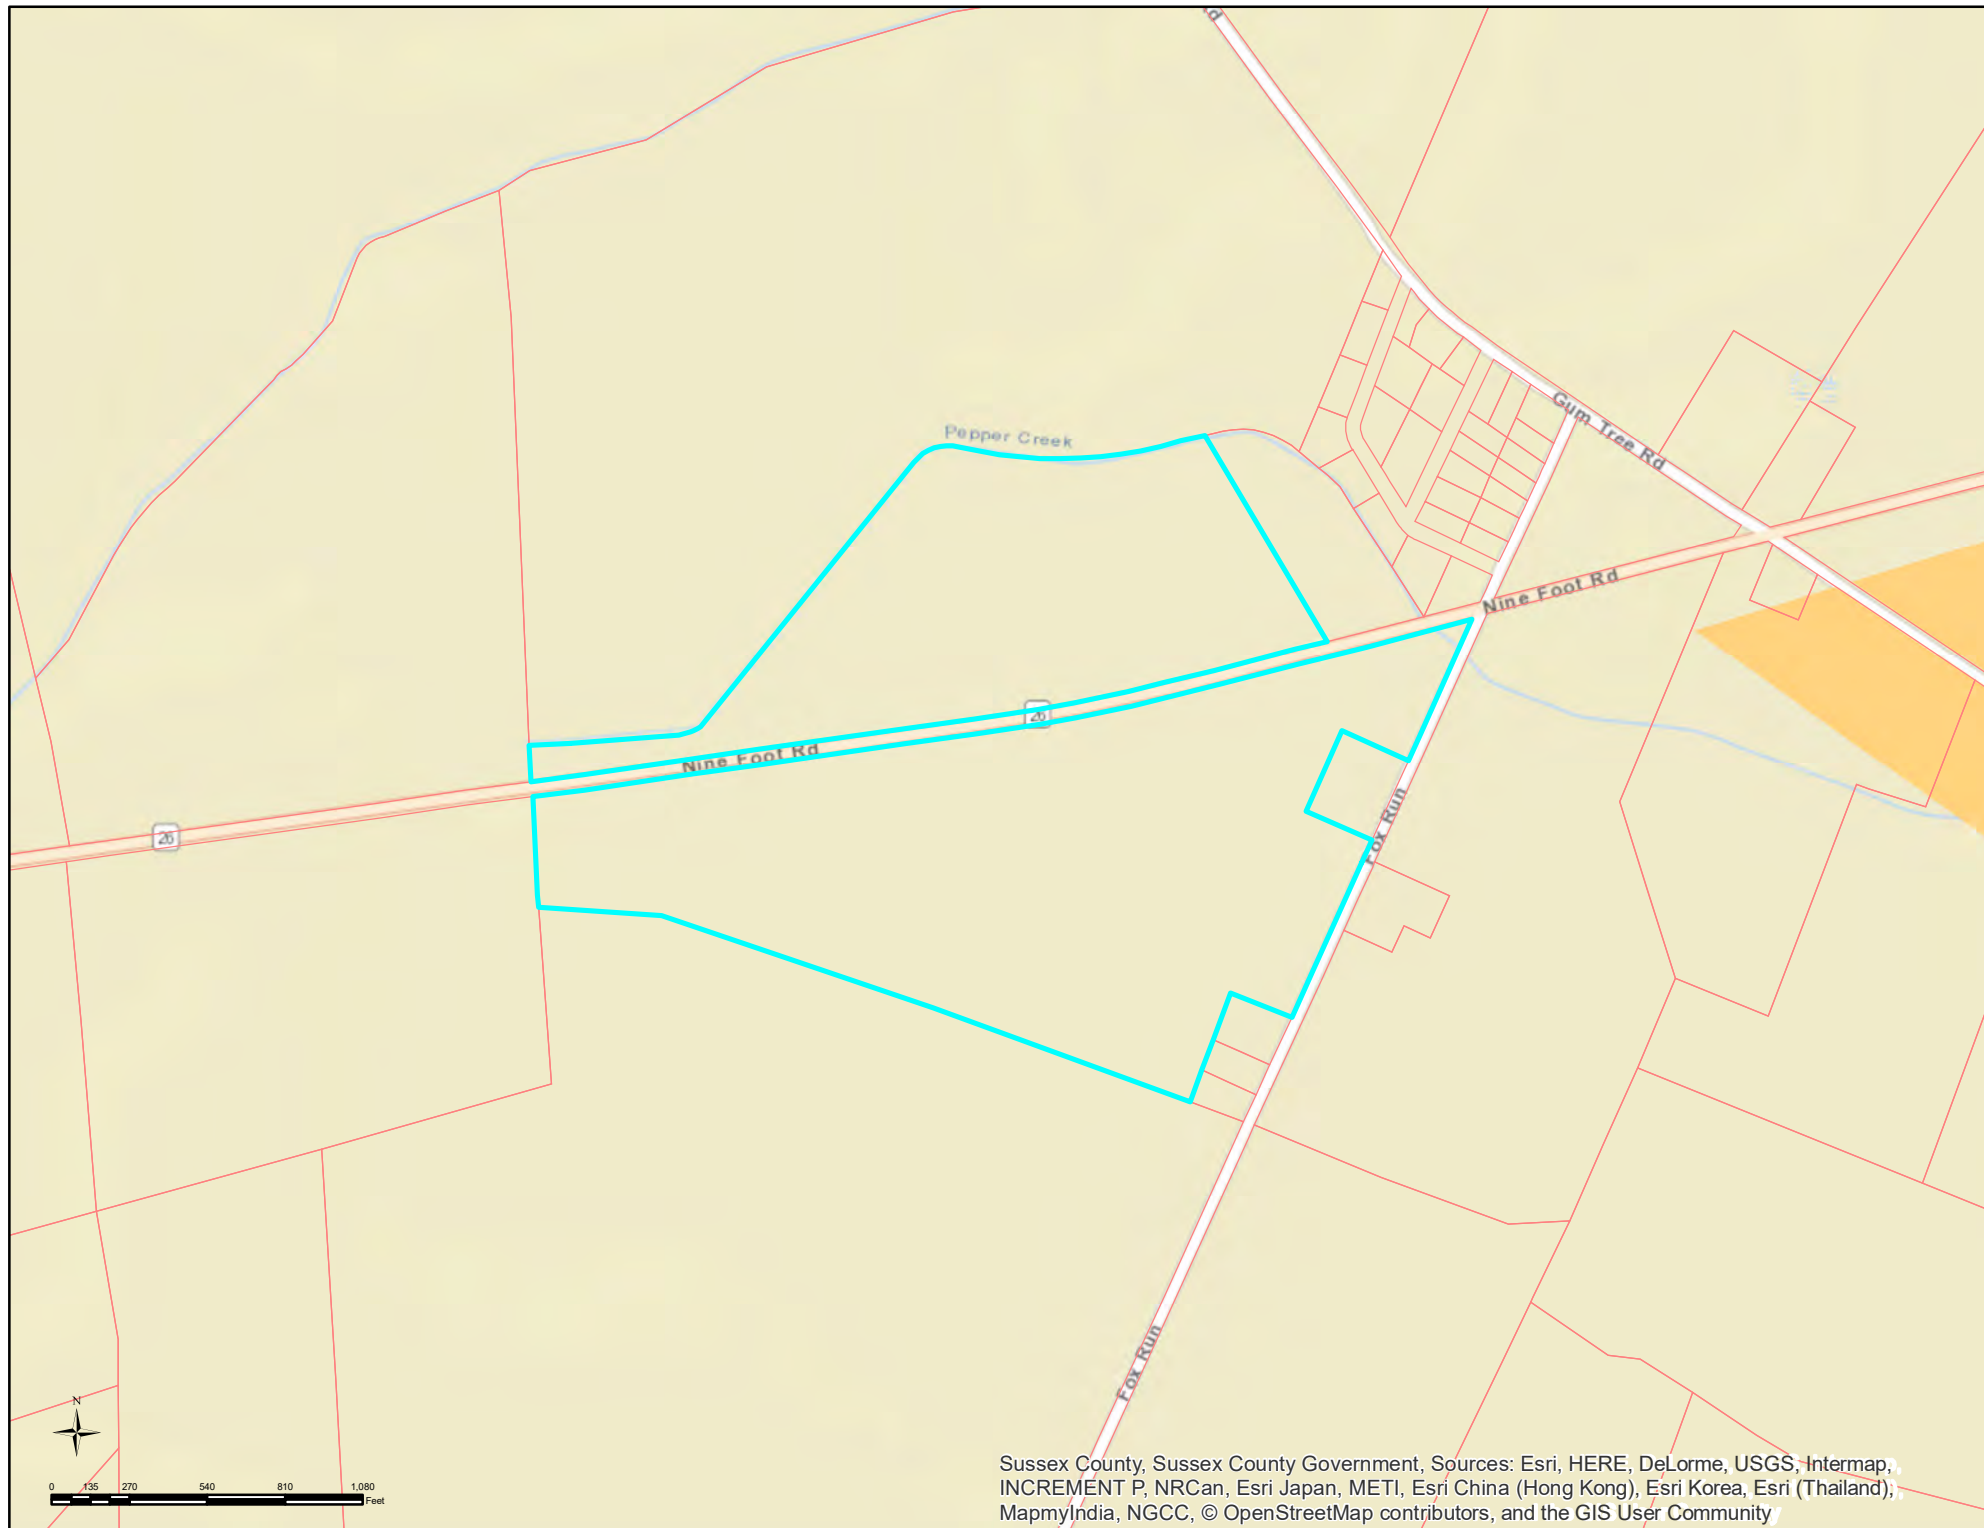 d
Pepper Creek
Gum Tree Rd
Nine Foot Rd
26
Nine Foot Rd
26
Fox Run
Fox Run
N
0 135 270 540 810 1,080
Feet
Sussex County, Sussex County Government, Sources: Esri, HERE, DeLorme, USGS, Intermap,
INCREMENT P, NRCan, Esri Japan, METI, Esri China (Hong Kong), Esri Korea, Esri (Thailand),
MapmyIndia, NGCC, © OpenStreetMap contributors, and the GIS User Community